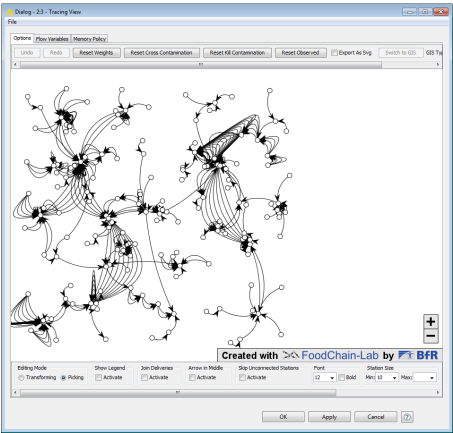 Dialog - 2:3 - Tracing View
File
Options Flow Variables Memory Policy
Undo Redo Reset Weights Reset Cross Contamination Reset Kill Contamination Reset Observed Export As Svg Switch to GIS GIS Ty
Created with FoodChain-Lab by BfR
Editing Mode Show Legend Join Deliveries Arrow in Middle Skip Unconnected Stations Font Station Size
Transforming Picking Activate Activate Activate Activate 12 Bold Min: 10 Max:
OK Apply Cancel ?